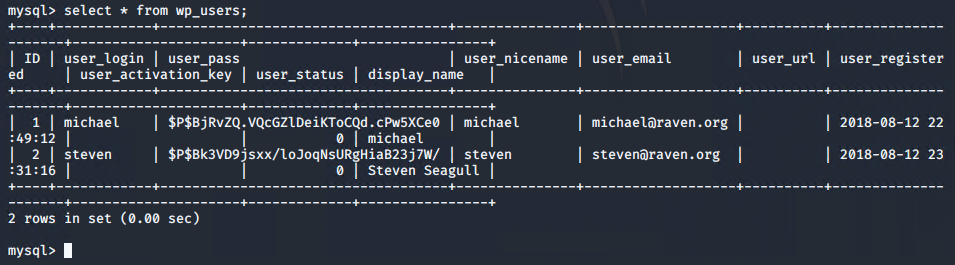 mysql> select * from wp_users;
+----+------------+------------------------------------+---------------+-------------------+----------+--------------
-------+---------------------+-------------+----------------+
| ID | user_login | user_pass                          | user_nicename | user_email        | user_url | user_register
ed     | user_activation_key | user_status | display_name   |
+----+------------+------------------------------------+---------------+-------------------+----------+--------------
-------+---------------------+-------------+----------------+
|  1 | michael    | $P$BjRvZQ.VQcGZlDeiKToCQd.cPw5XCe0 | michael       | michael@raven.org |          | 2018-08-12 22
:49:12 |                     |           0 | michael        |
|  2 | steven     | $P$Bk3VD9jsxx/loJoqNsURgHiaB23j7W/ | steven        | steven@raven.org  |          | 2018-08-12 23
:31:16 |                     |           0 | Steven Seagull |
+----+------------+------------------------------------+---------------+-------------------+----------+--------------
-------+---------------------+-------------+----------------+
2 rows in set (0.00 sec)
mysql>